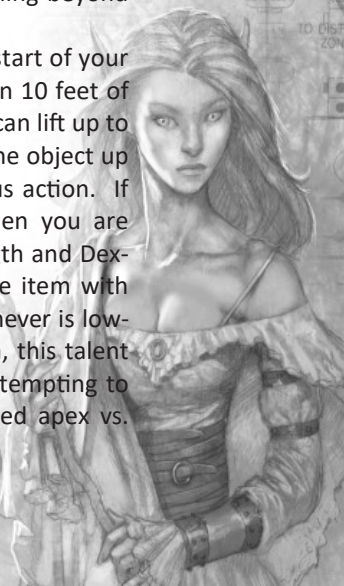 ing beyond
start of your
n 10 feet of
can lift up to
ne object up
us action. If
en you are
th and Dex-
e item with
never is low-
, this talent
tempting to
ed apex vs.
TO DIST
ZON